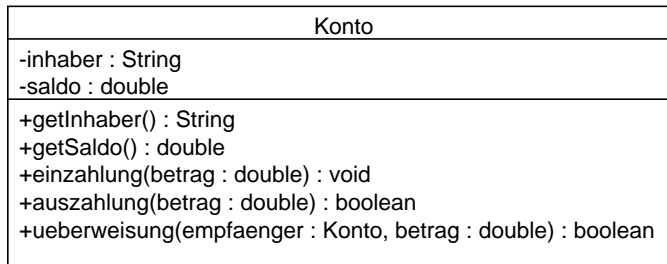 Konto
-inhaber : String
-saldo : double
+getInhaber() : String
+getSaldo() : double
+einzahlung(betrag : double) : void
+auszahlung(betrag : double) : boolean
+ueberweisung(empfaenger : Konto, betrag : double) : boolean